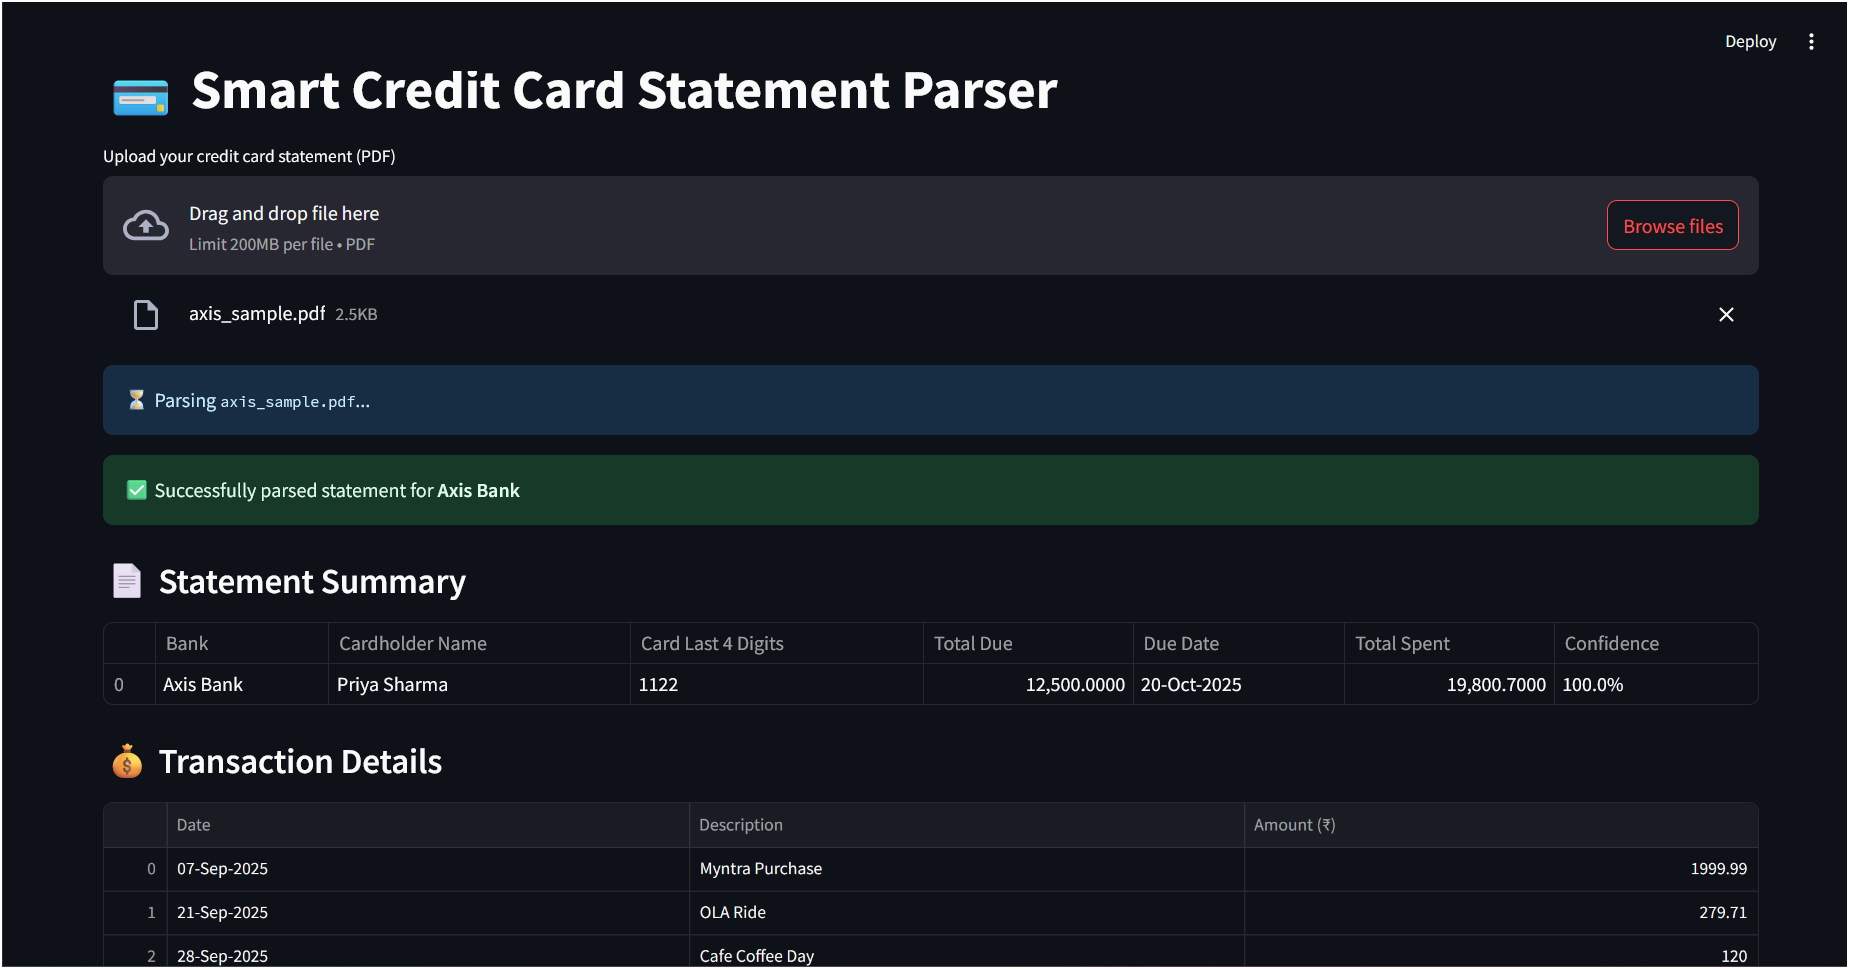 Deploy
Smart Credit Card Statement Parser
Upload your credit card statement (PDF)
Drag and drop file here
Limit 200MB per file • PDF
Browse files
axis_sample.pdf 2.5KB
Parsing axis_sample.pdf...
Successfully parsed statement for Axis Bank
Statement Summary
Bank Cardholder Name Card Last 4 Digits Total Due Due Date Total Spent Confidence
0 Axis Bank Priya Sharma 1122 12,500.0000 20-Oct-2025 19,800.7000 100.0%
Transaction Details
Date Description Amount (₹)
0 07-Sep-2025 Myntra Purchase 1999.99
1 21-Sep-2025 OLA Ride 279.71
2 28-Sep-2025 Cafe Coffee Day 120